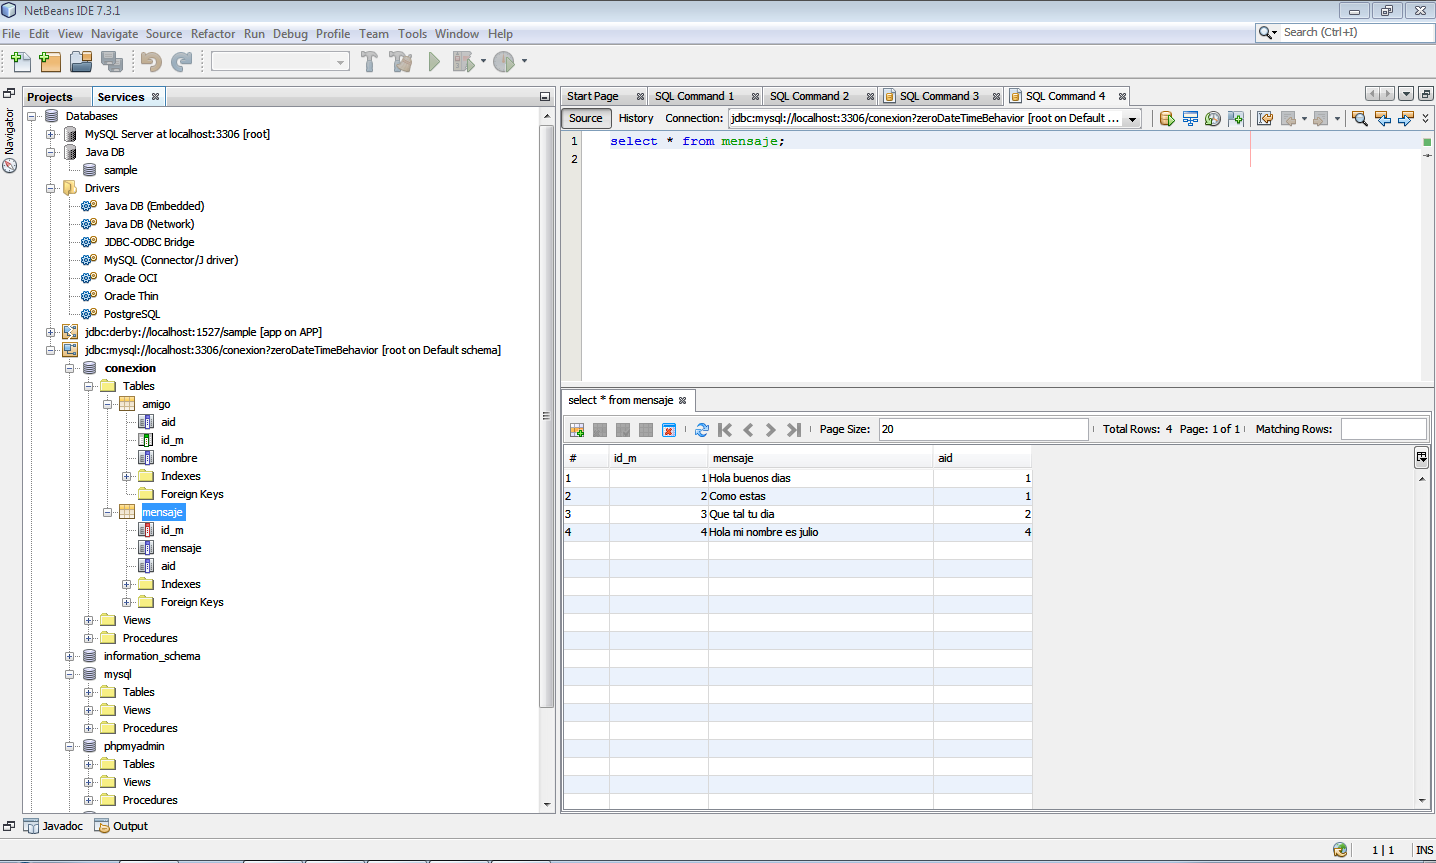 NetBeans IDE 7.3.1
File Edit View Navigate Source Refactor Run Debug Profile Team Tools Window Help
Search (Ctrl+I)
Navigator
Projects Services
Databases
MySQL Server at localhost:3306 [root]
Java DB
sample
Drivers
Java DB (Embedded)
Java DB (Network)
JDBC-ODBC Bridge
MySQL (Connector/J driver)
Oracle OCI
Oracle Thin
PostgreSQL
jdbc:derby://localhost:1527/sample [app on APP]
jdbc:mysql://localhost:3306/conexion?zeroDateTimeBehavior [root on Default schema]
conexion
Tables
amigo
aid
id_m
nombre
Indexes
Foreign Keys
mensaje
id_m
mensaje
aid
Indexes
Foreign Keys
Views
Procedures
information_schema
mysql
Tables
Views
Procedures
phpmyadmin
Tables
Views
Procedures
Start Page SQL Command 1 SQL Command 2 SQL Command 3 SQL Command 4
Source History Connection: jdbc:mysql://localhost:3306/conexion?zeroDateTimeBehavior [root on Default ...
1 select * from mensaje;
2
select * from mensaje
Page Size: 20 Total Rows: 4 Page: 1 of 1 Matching Rows:
# id_m mensaje aid
1 1 Hola buenos dias 1
2 2 Como estas 1
3 3 Que tal tu dia 2
4 4 Hola mi nombre es julio 4
Javadoc Output
1 | 1 INS